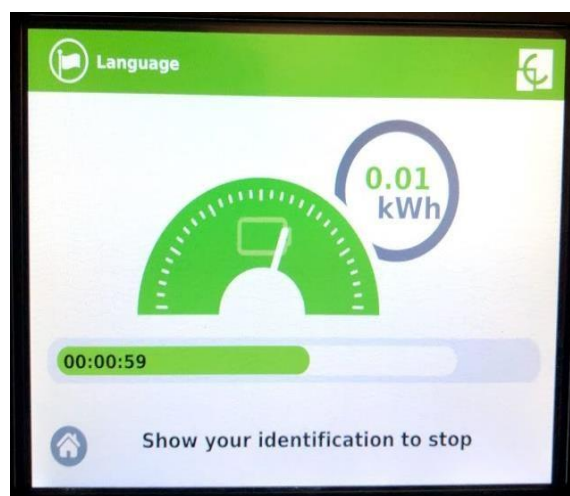 Language
0.01
kWh
00:00:59
Show your identification to stop